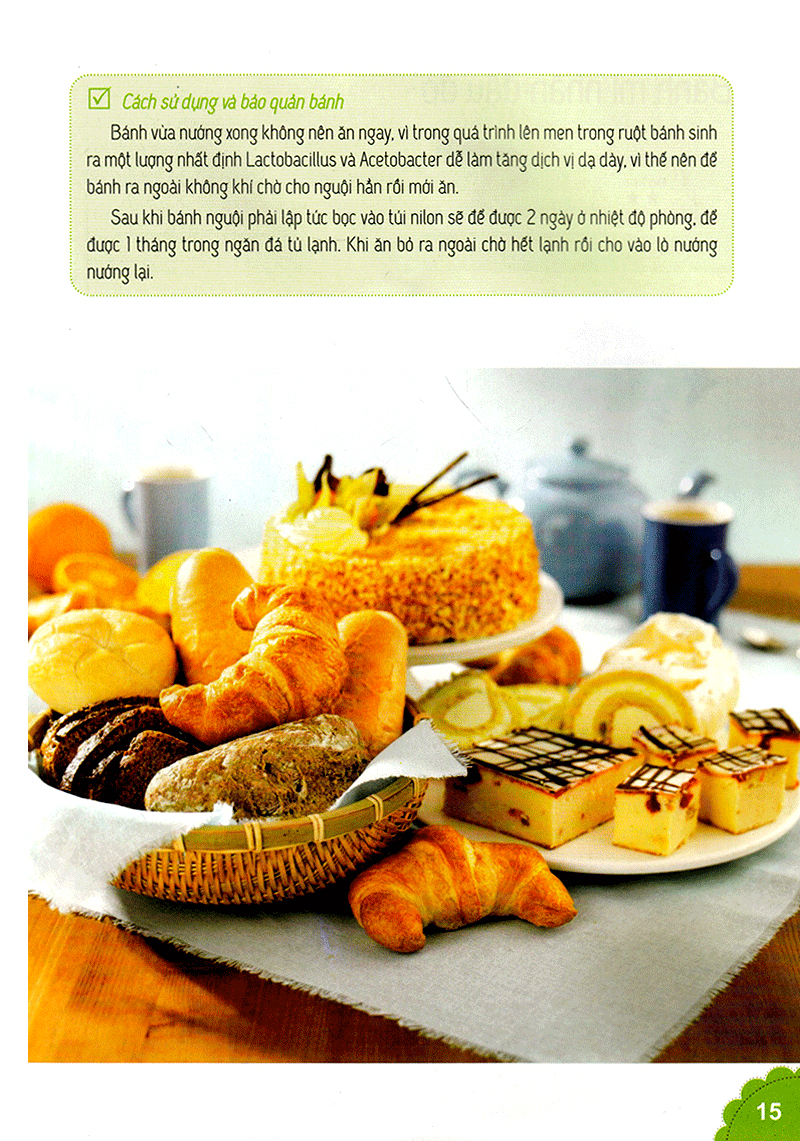 Cách sử dụng và bảo quản bánh
Bánh vừa nướng xong không nên ăn ngay, vì trong quá trình lên men trong ruột bánh sinh
ra một lượng nhất định Lactobacillus và Acetobacter dễ làm tăng dịch vị dạ dày, vì thế nên để
bánh ra ngoài không khí chờ cho nguội hẳn rồi mới ăn.
Sau khi bánh nguội phải lập tức bọc vào túi nilon sẽ để được 2 ngày ở nhiệt độ phòng, để
được 1 tháng trong ngăn đá tủ lạnh. Khi ăn bỏ ra ngoài chờ hết lạnh rồi cho vào lò nướng
nướng lại.
15